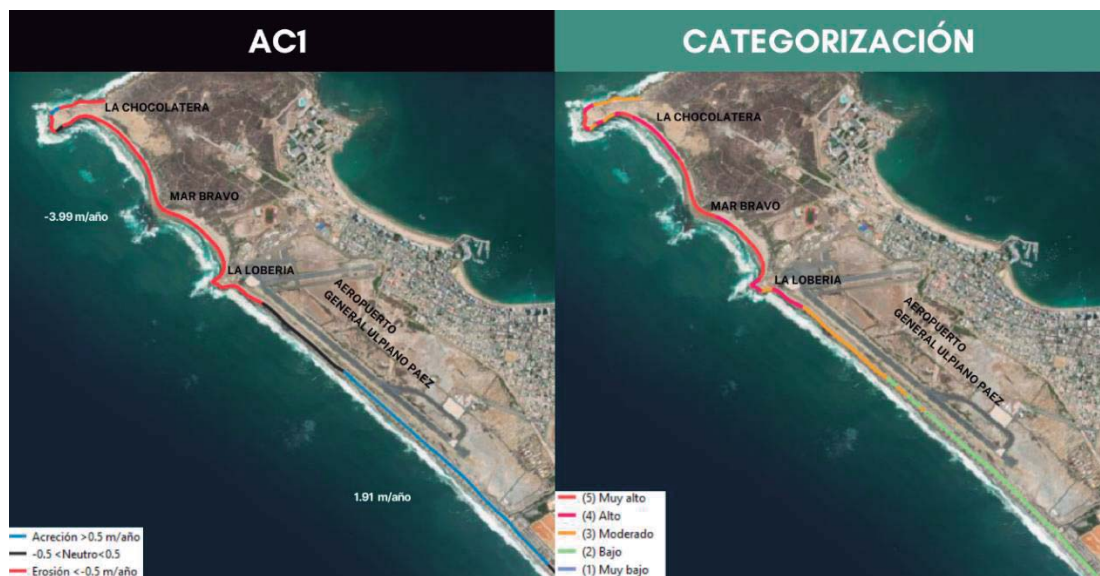 AC1
LA CHOCOLATERA
MAR BRAVO
-3.99 m/año
LA LOBERIA
AEROPUERTO
GENERAL ULPIANO PAEZ
1.91 m/año
Acreción >0.5 m/año
-0.5 <Neutro<0.5
Erosión <-0.5 m/año
CATEGORIZACIÓN
LA CHOCOLATERA
MAR BRAVO
LA LOBERIA
AEROPUERTO
GENERAL ULPIANO PAEZ
(5) Muy alto
(4) Alto
(3) Moderado
(2) Bajo
(1) Muy bajo